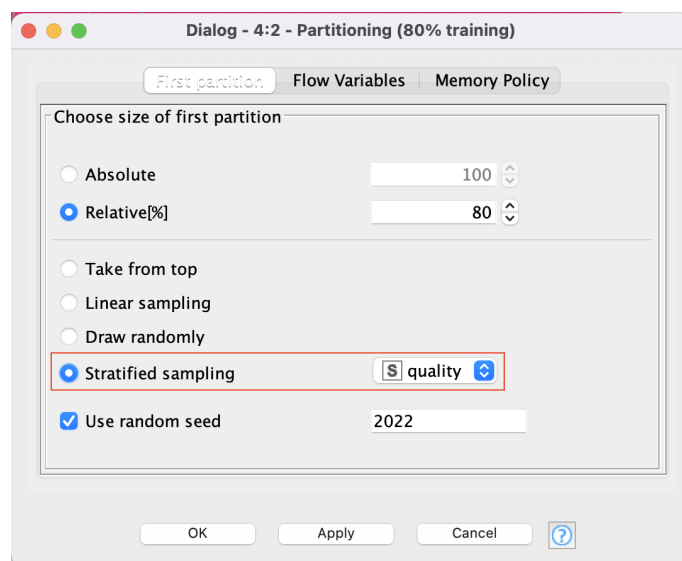 Dialog - 4:2 - Partitioning (80% training)
First partition Flow Variables Memory Policy
Choose size of first partition
Absolute 100
Relative[%] 80
Take from top
Linear sampling
Draw randomly
Stratified sampling S quality
Use random seed 2022
OK Apply Cancel ?